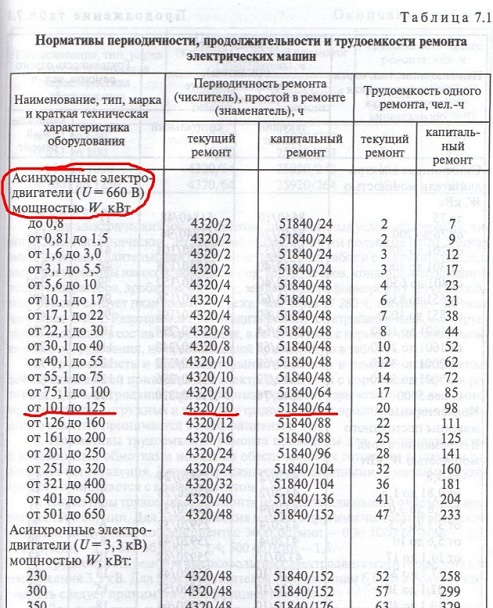 Таблица 7.1
Нормативы периодичности, продолжительности и трудоемкости ремонта
электрических машин
Наименование, тип, марка
и краткая техническая
характеристика
оборудования
Периодичность ремонта
(числитель), простой в ремонте
(знаменатель), ч
Трудоемкость одного
ремонта, чел.-ч
текущий
ремонт
капитальный
ремонт
текущий
ремонт
капиталь-
ный
ремонт
Асинхронные электро-
двигатели (U = 660 В)
мощностью W, кВт
до 0,8 4320/2 51840/24 2 7
от 0,81 до 1,5 4320/2 51840/24 2 9
от 1,6 до 3,0 4320/2 51840/24 3 12
от 3,1 до 5,5 4320/2 51840/24 3 17
от 5,6 до 10 4320/4 51840/48 4 23
от 10,1 до 17 4320/4 51840/48 6 31
от 17,1 до 22 4320/4 51840/48 7 38
от 22,1 до 30 4320/8 51840/48 8 44
от 30,1 до 40 4320/8 51840/48 10 52
от 40,1 до 55 4320/10 51840/48 12 62
от 55,1 до 75 4320/10 51840/48 14 72
от 75,1 до 100 4320/10 51840/64 17 85
от 101 до 125 4320/10 51840/64 20 98
от 126 до 160 4320/12 51840/88 22 111
от 161 до 200 4320/16 51840/88 25 125
от 201 до 250 4320/24 51840/96 28 141
от 251 до 320 4320/24 51840/104 32 160
от 321 до 400 4320/32 51840/104 36 181
от 401 до 500 4320/40 51840/136 41 204
от 501 до 650 4320/48 51840/152 47 233
Асинхронные электро-
двигатели (U = 3,3 кВ)
мощностью W, кВт:
230 4320/48 51840/152 52 258
300 4320/48 51840/152 57 299
350 4320/48 51840/176 63 329